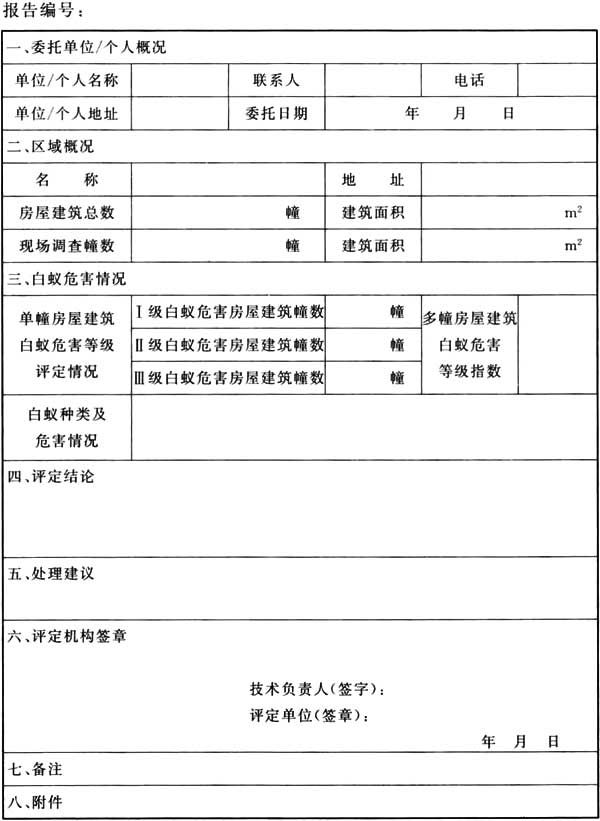 报告编号：
一、委托单位/个人概况
单位/个人名称 联系人 电话
单位/个人地址 委托日期 年 月 日
二、区域概况
名 称 地 址
房屋建筑总数 幢 建筑面积 m²
现场调查幢数 幢 建筑面积 m²
三、白蚁危害情况
单幢房屋建筑
白蚁危害等级
评定情况
Ⅰ级白蚁危害房屋建筑幢数 幢
Ⅱ级白蚁危害房屋建筑幢数 幢
Ⅲ级白蚁危害房屋建筑幢数 幢
多幢房屋建筑
白蚁危害
等级指数
白蚁种类及
危害情况
四、评定结论
五、处理建议
六、评定机构签章
技术负责人(签字)：
评定单位(签章)：
年 月 日
七、备注
八、附件